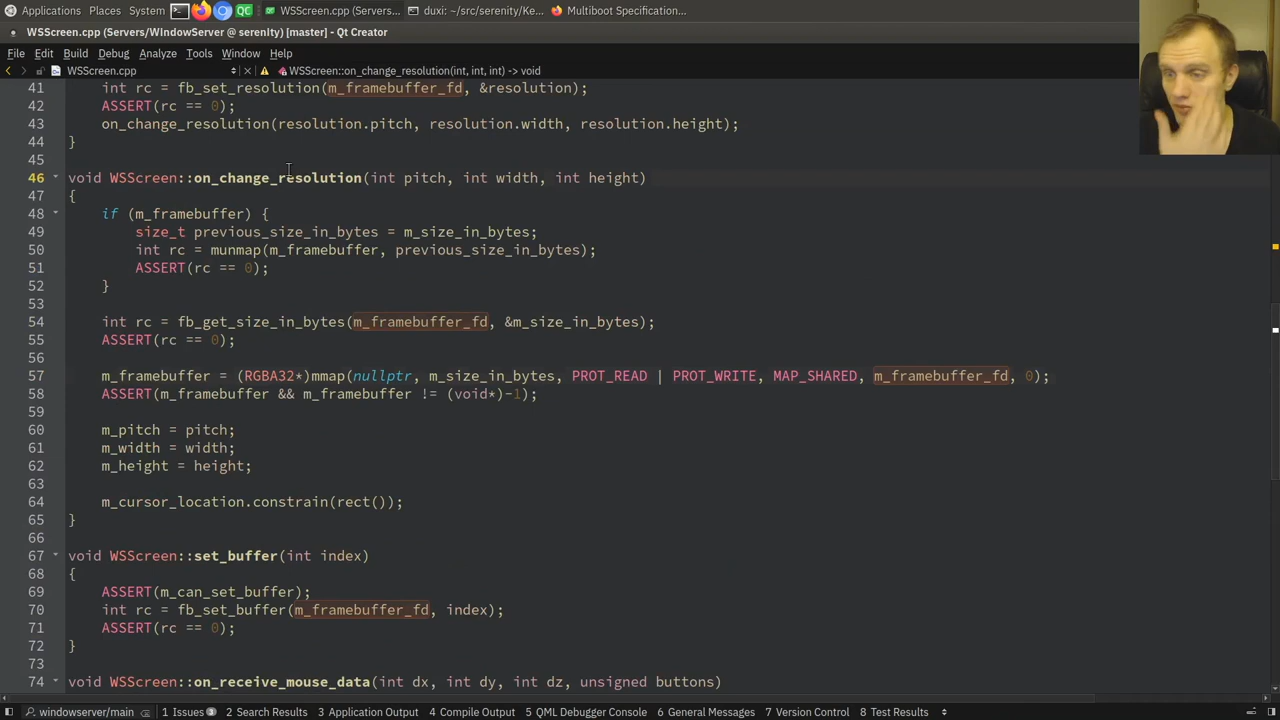 Applications Places System WSScreen.cpp (Servers... duxi: ~/src/serenity/Ke... Multiboot Specification...
WSScreen.cpp (Servers/WindowServer @ serenity) [master] - Qt Creator
File Edit Build Debug Analyze Tools Window Help
WSScreen.cpp WSScreen::on_change_resolution(int, int, int) -> void
41 int rc = fb_set_resolution(m_framebuffer_fd, &resolution);
42 ASSERT(rc == 0);
43 on_change_resolution(resolution.pitch, resolution.width, resolution.height);
44 }
45
46 void WSScreen::on_change_resolution(int pitch, int width, int height)
47 {
48 if (m_framebuffer) {
49 size_t previous_size_in_bytes = m_size_in_bytes;
50 int rc = munmap(m_framebuffer, previous_size_in_bytes);
51 ASSERT(rc == 0);
52 }
53
54 int rc = fb_get_size_in_bytes(m_framebuffer_fd, &m_size_in_bytes);
55 ASSERT(rc == 0);
56
57 m_framebuffer = (RGBA32*)mmap(nullptr, m_size_in_bytes, PROT_READ | PROT_WRITE, MAP_SHARED, m_framebuffer_fd, 0);
58 ASSERT(m_framebuffer && m_framebuffer != (void*)-1);
59
60 m_pitch = pitch;
61 m_width = width;
62 m_height = height;
63
64 m_cursor_location.constrain(rect());
65 }
66
67 void WSScreen::set_buffer(int index)
68 {
69 ASSERT(m_can_set_buffer);
70 int rc = fb_set_buffer(m_framebuffer_fd, index);
71 ASSERT(rc == 0);
72 }
73
74 void WSScreen::on_receive_mouse_data(int dx, int dy, int dz, unsigned buttons)
windowserver/main 1 Issues 3 2 Search Results 3 Application Output 4 Compile Output 5 QML Debugger Console 6 General Messages 7 Version Control 8 Test Results